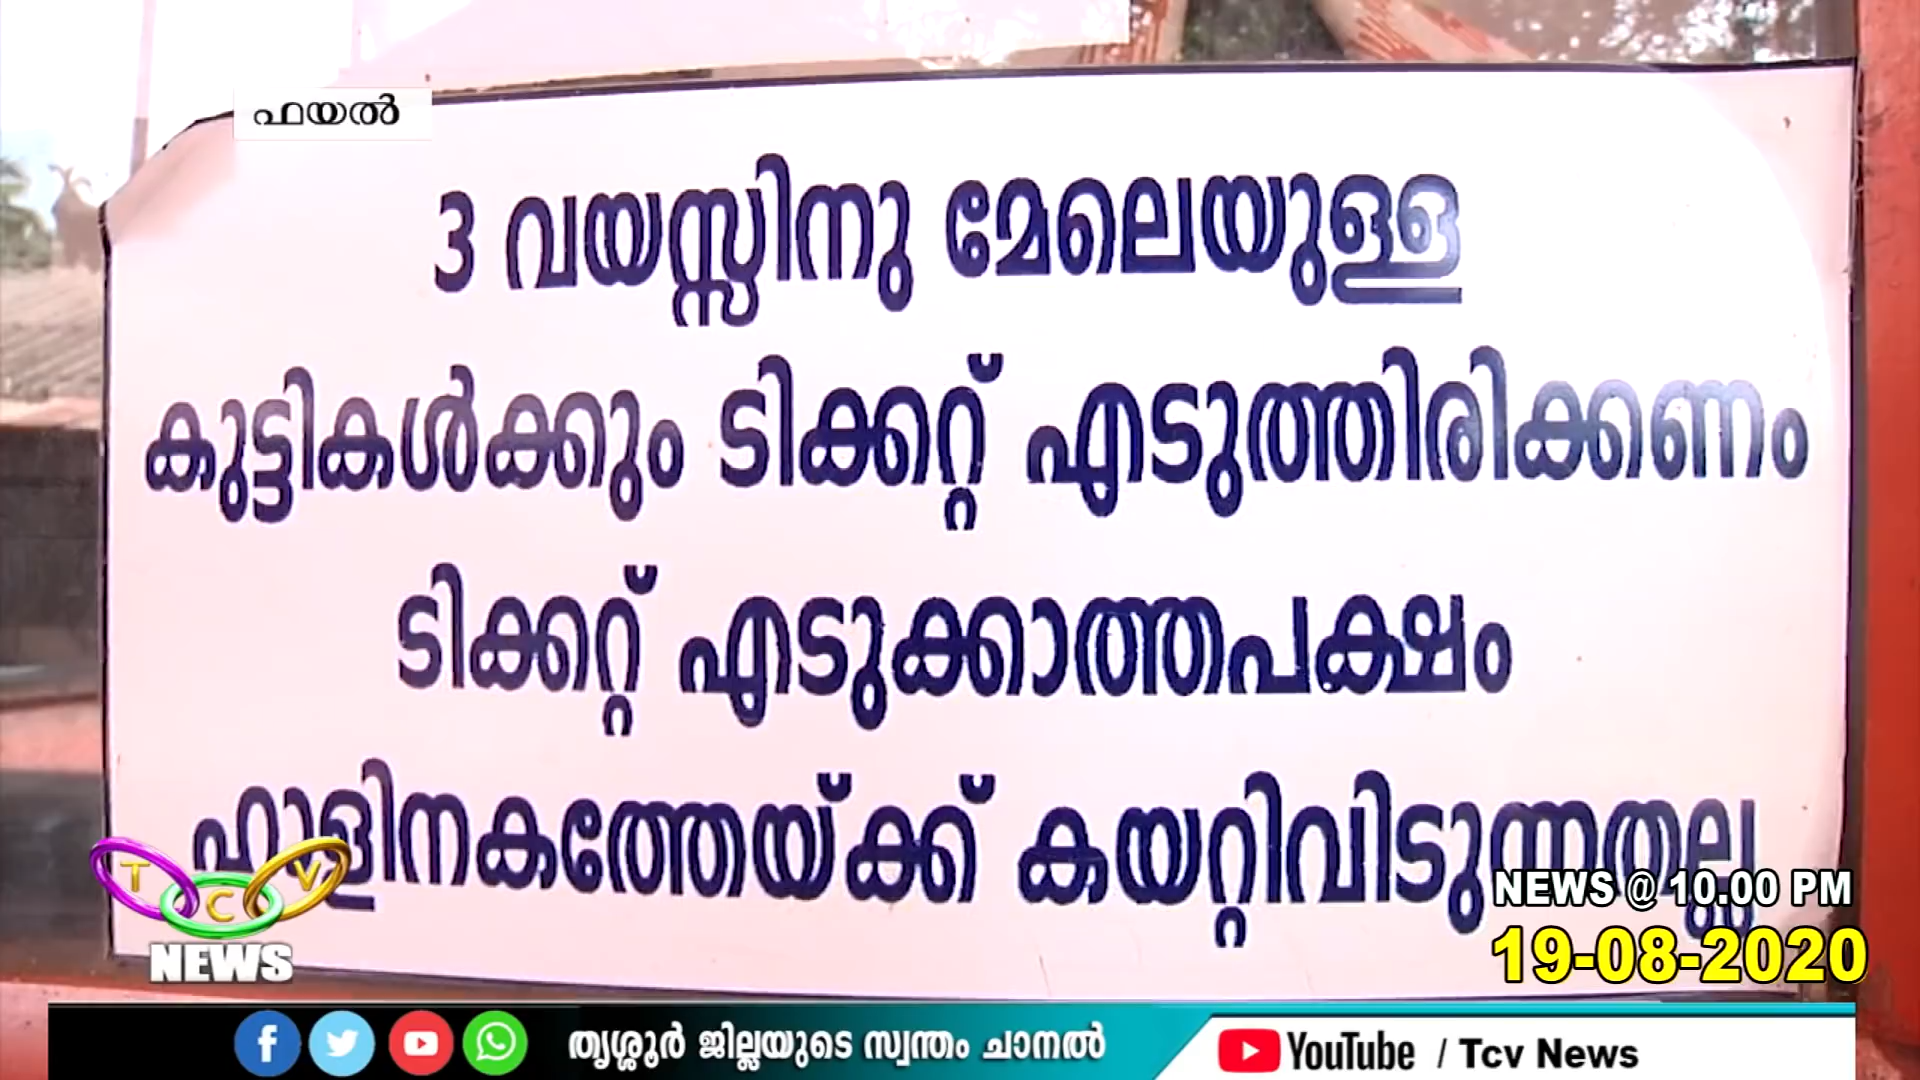 ഫയൽ
3 വയസ്സിനു മേലെയുള്ള
കുട്ടികൾക്കും ടിക്കറ്റ് എടുത്തിരിക്കണം
ടിക്കറ്റ് എടുക്കാത്തപക്ഷം
ഹാളിനകത്തേയ്ക്ക് കയറ്റിവിടുന്നതല്ല
T C V
NEWS
NEWS @ 10.00 PM
19-08-2020
തൃശ്ശൂർ ജില്ലയുടെ സ്വന്തം ചാനൽ
YouTube / Tcv News